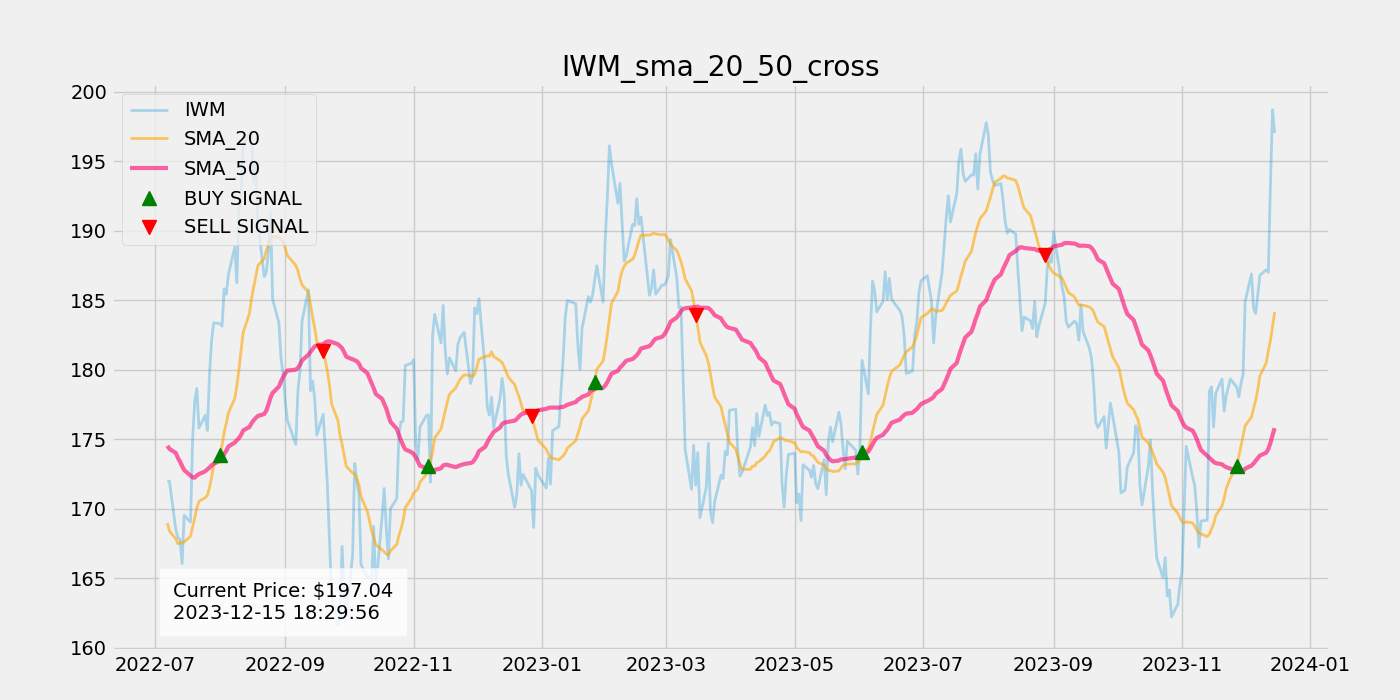 IWM_sma_20_50_cross
200
195
190
185
180
175
170
165
160
IWM
SMA_20
SMA_50
BUY SIGNAL
SELL SIGNAL
Current Price: $197.04
2023-12-15 18:29:56
2022-07 2022-09 2022-11 2023-01 2023-03 2023-05 2023-07 2023-09 2023-11 2024-01